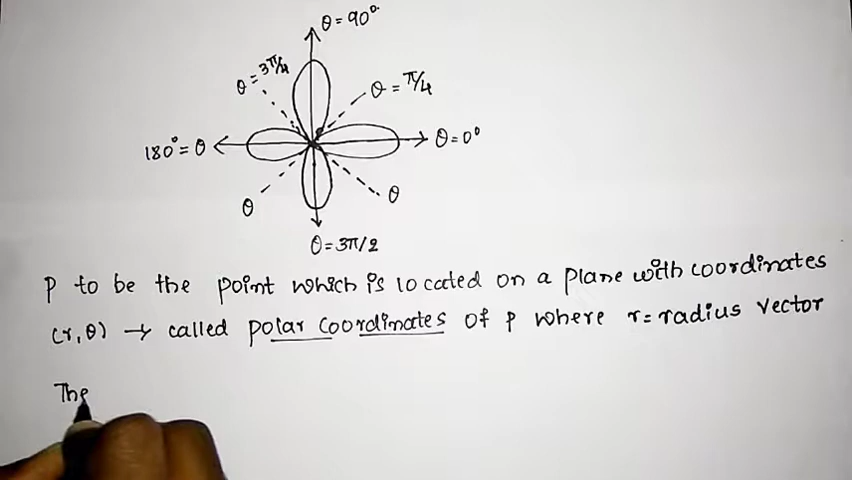 θ = 90°
θ = 3π/4
θ = π/4
180° = θ
θ = 0°
θ
θ
θ = 3π/2
P to be the point which is located on a plane with coordinates
(r, θ) → called polar coordinates of P where r = radius vector
The